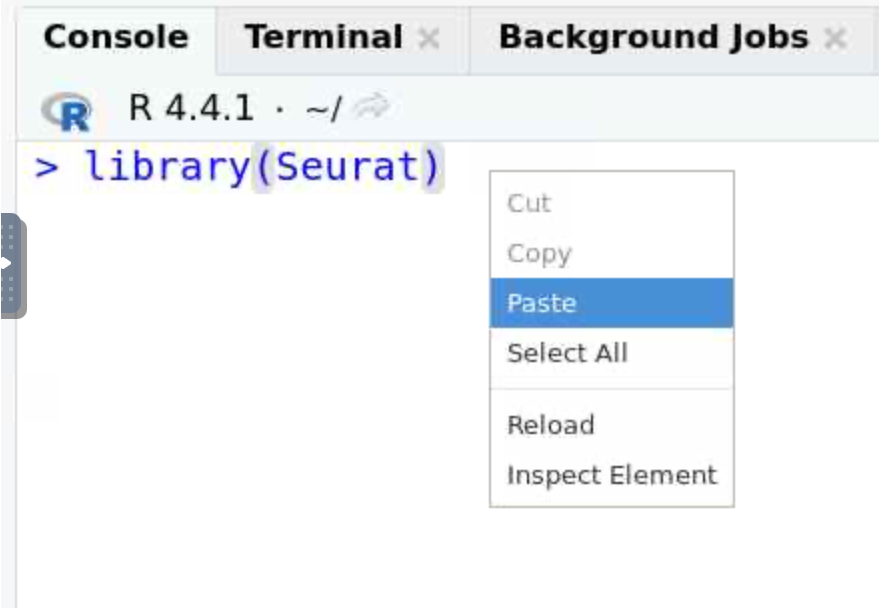 Console Terminal × Background Jobs ×
R R 4.4.1 · ~/
> library(Seurat)
Cut
Copy
Paste
Select All
Reload
Inspect Element